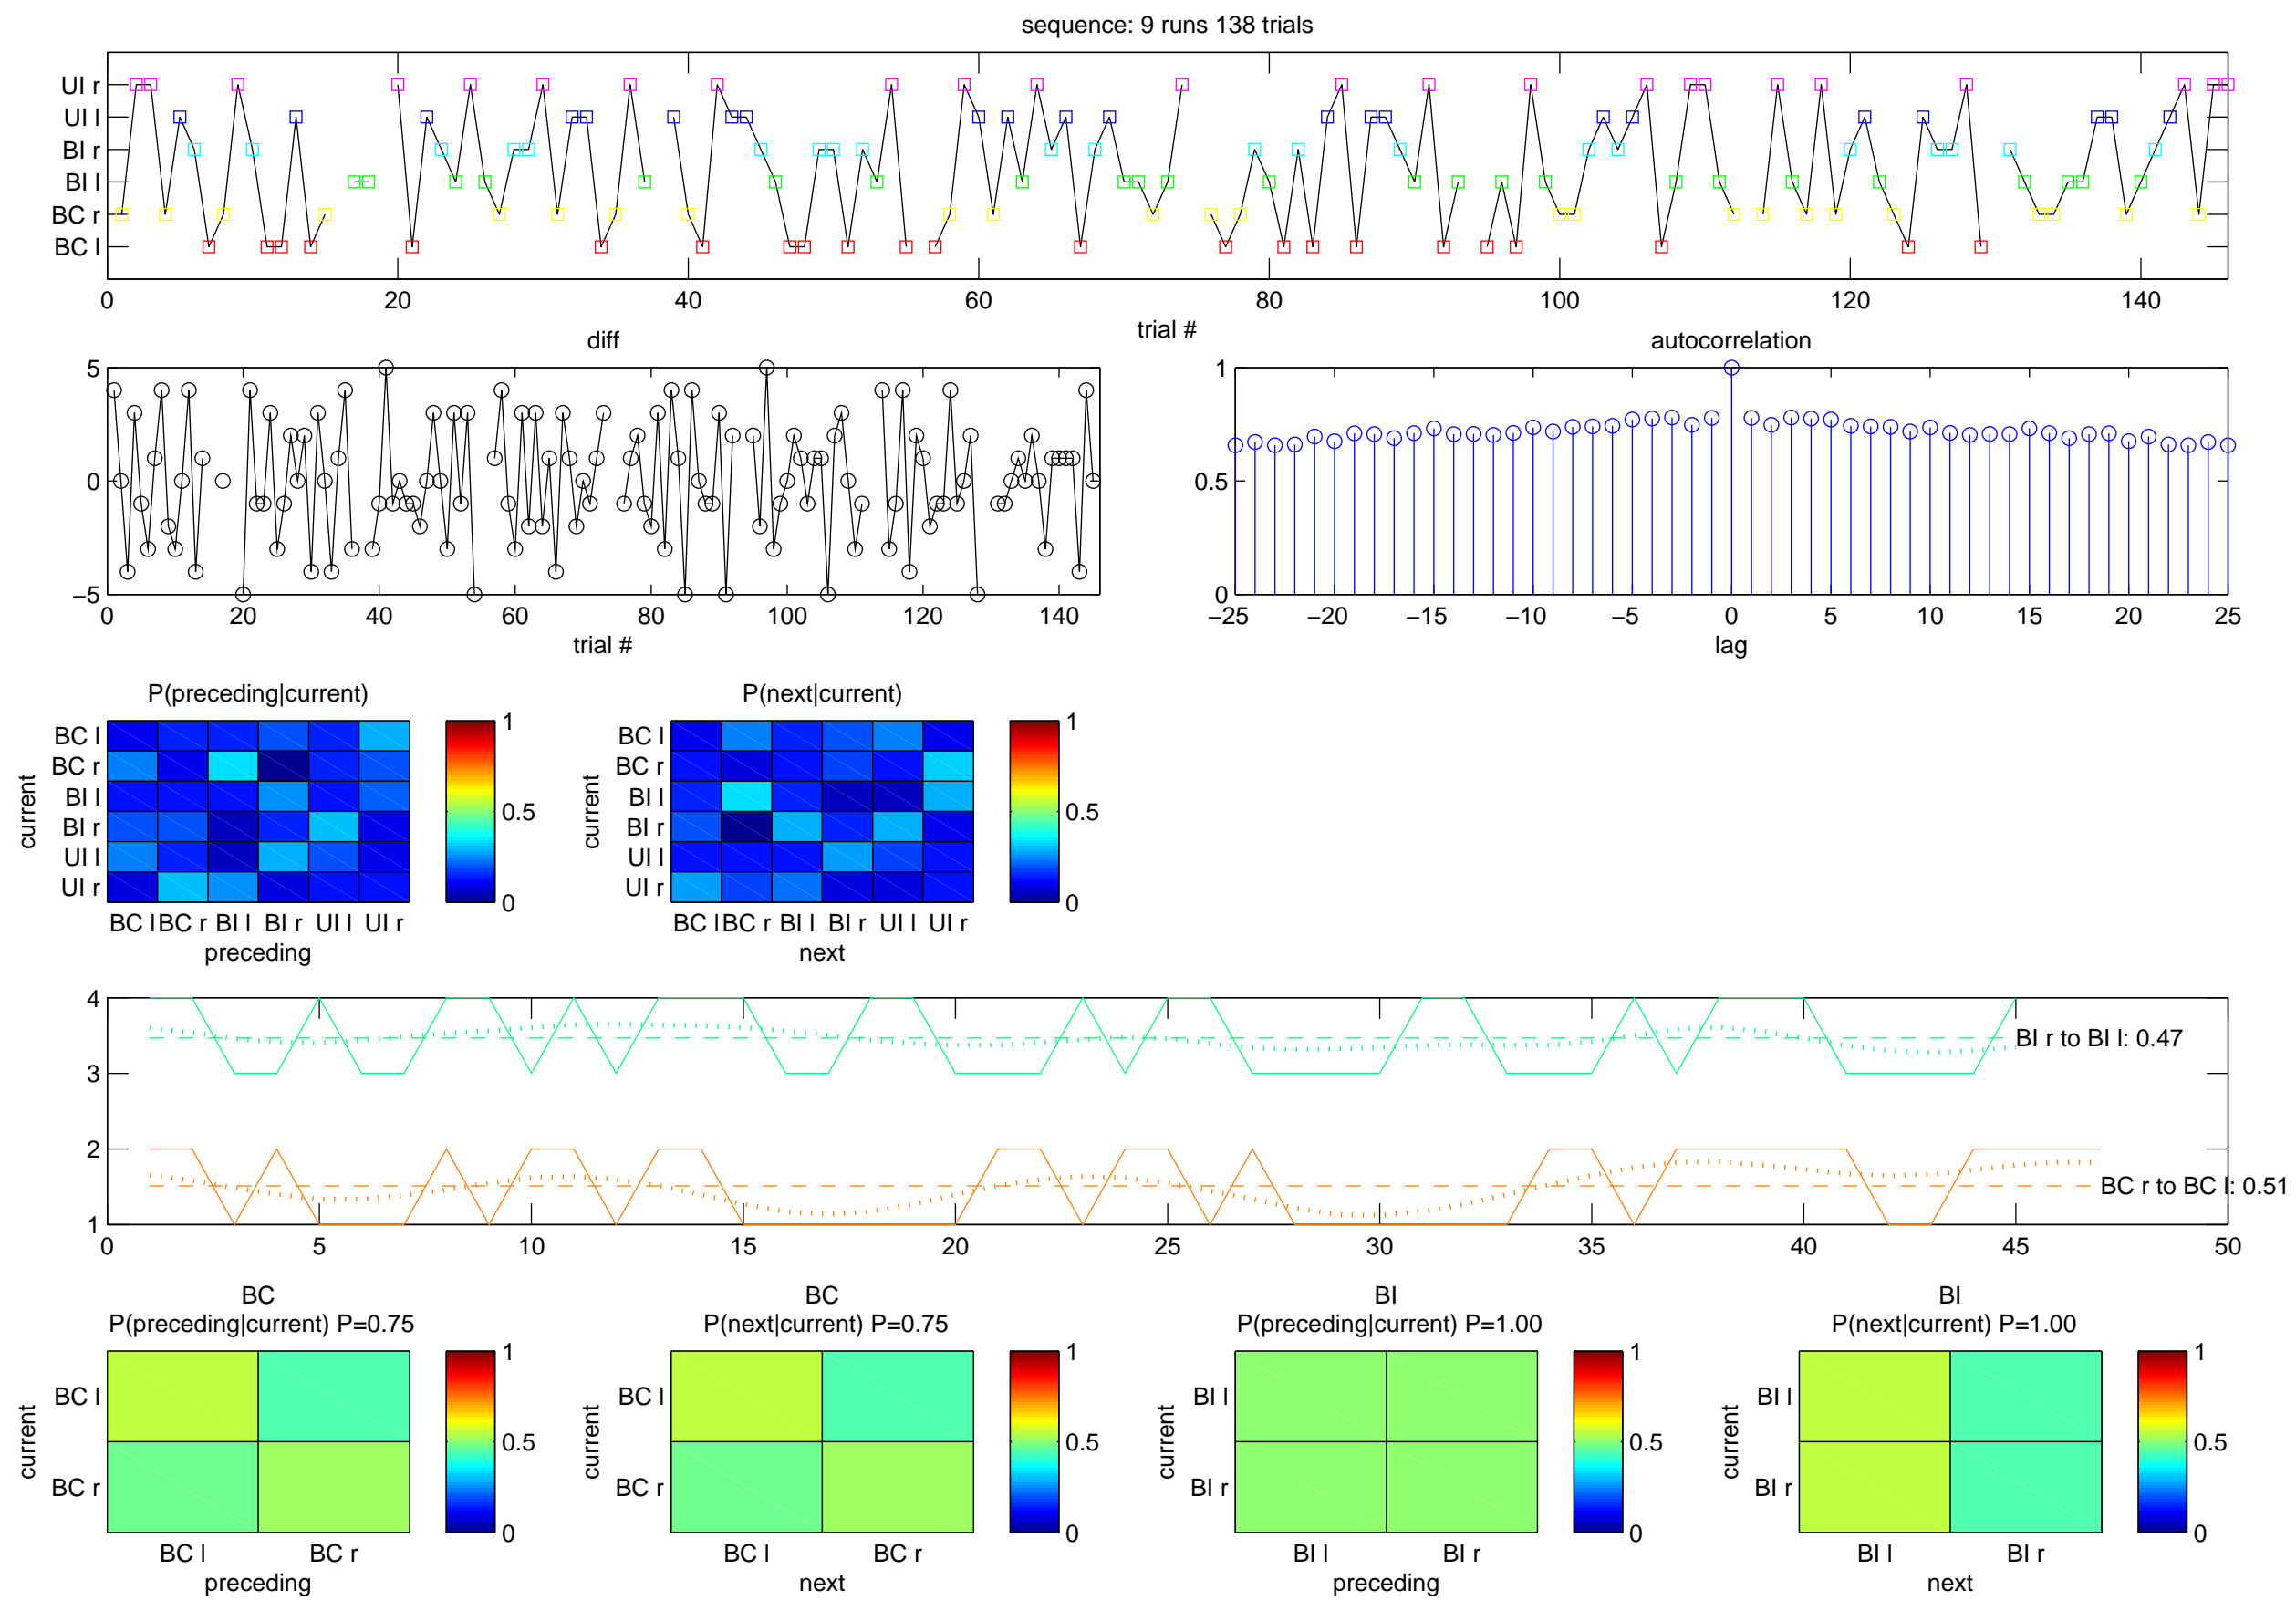 sequence: 9 runs 138 trials
UI r
UI l
BI r
BI l
BC r
BC l
0 20 40 60 80 100 120 140
trial #
diff
5
0
−5
0 20 40 60 80 100 120 140
trial #
autocorrelation
1
0.5
0
−25 −20 −15 −10 −5 0 5 10 15 20 25
lag
P(preceding|current)
current
BC l
BC r
BI l
BI r
UI l
UI r
BC l BC r BI l BI r UI l UI r
preceding
1
0.5
0
P(next|current)
current
BC l
BC r
BI l
BI r
UI l
UI r
BC l BC r BI l BI r UI l UI r
next
1
0.5
0
4
3
2
1
BI r to BI l: 0.47
BC r to BC l: 0.51
0 5 10 15 20 25 30 35 40 45 50
BC
P(preceding|current) P=0.75
current
BC l
BC r
BC l BC r
preceding
1
0.5
0
BC
P(next|current) P=0.75
current
BC l
BC r
BC l BC r
next
1
0.5
0
BI
P(preceding|current) P=1.00
current
BI l
BI r
BI l BI r
preceding
1
0.5
0
BI
P(next|current) P=1.00
current
BI l
BI r
BI l BI r
next
1
0.5
0